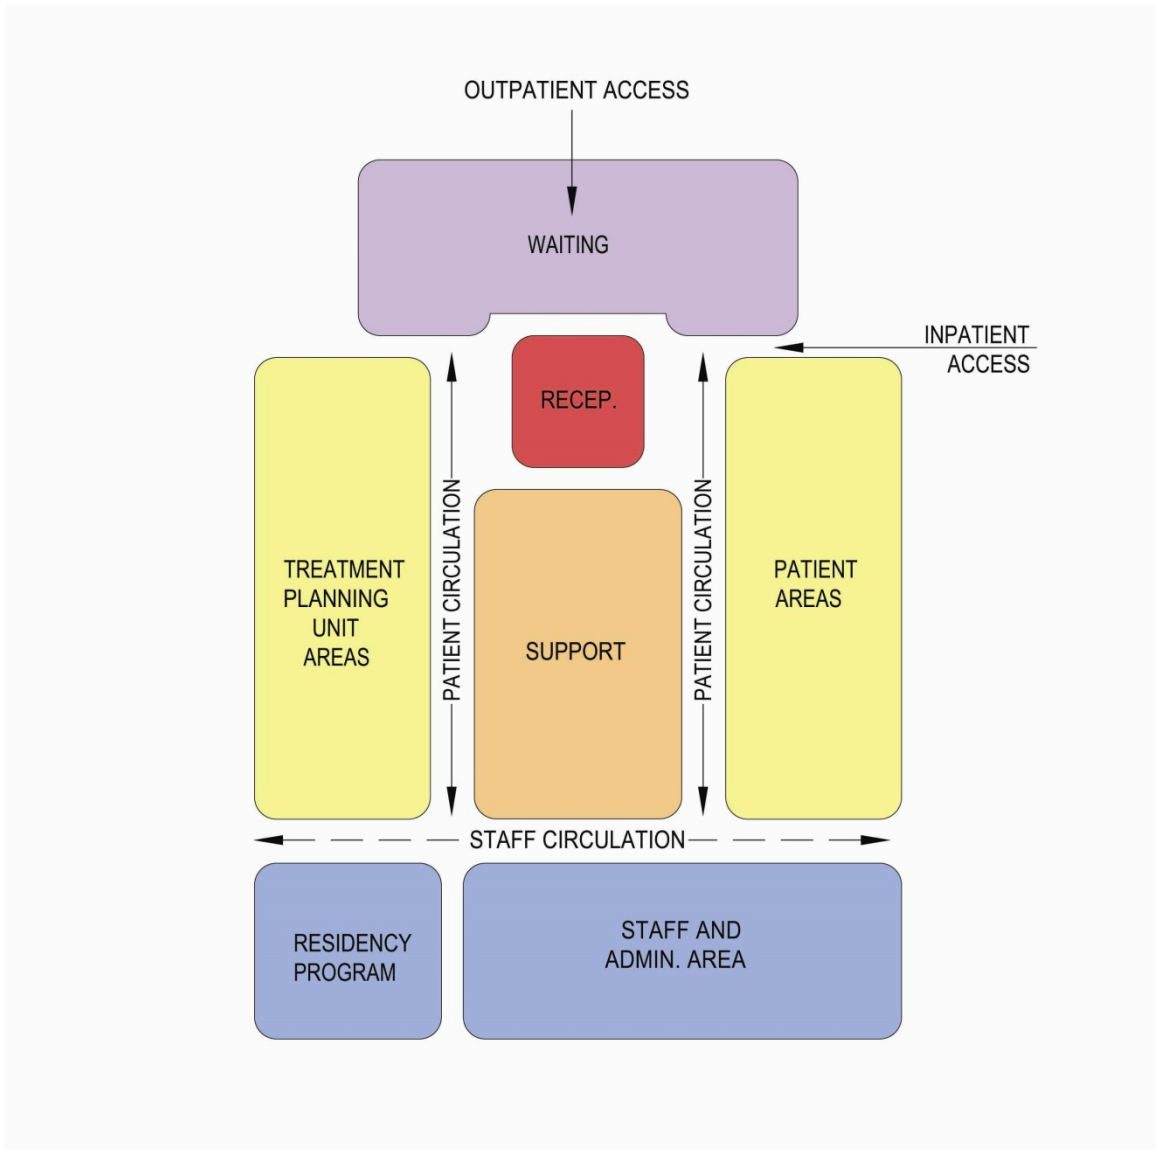 OUTPATIENT ACCESS
WAITING
INPATIENT
ACCESS
RECEP.
PATIENT CIRCULATION
PATIENT CIRCULATION
TREATMENT
PLANNING
UNIT
AREAS
SUPPORT
PATIENT
AREAS
STAFF CIRCULATION
RESIDENCY
PROGRAM
STAFF AND
ADMIN. AREA